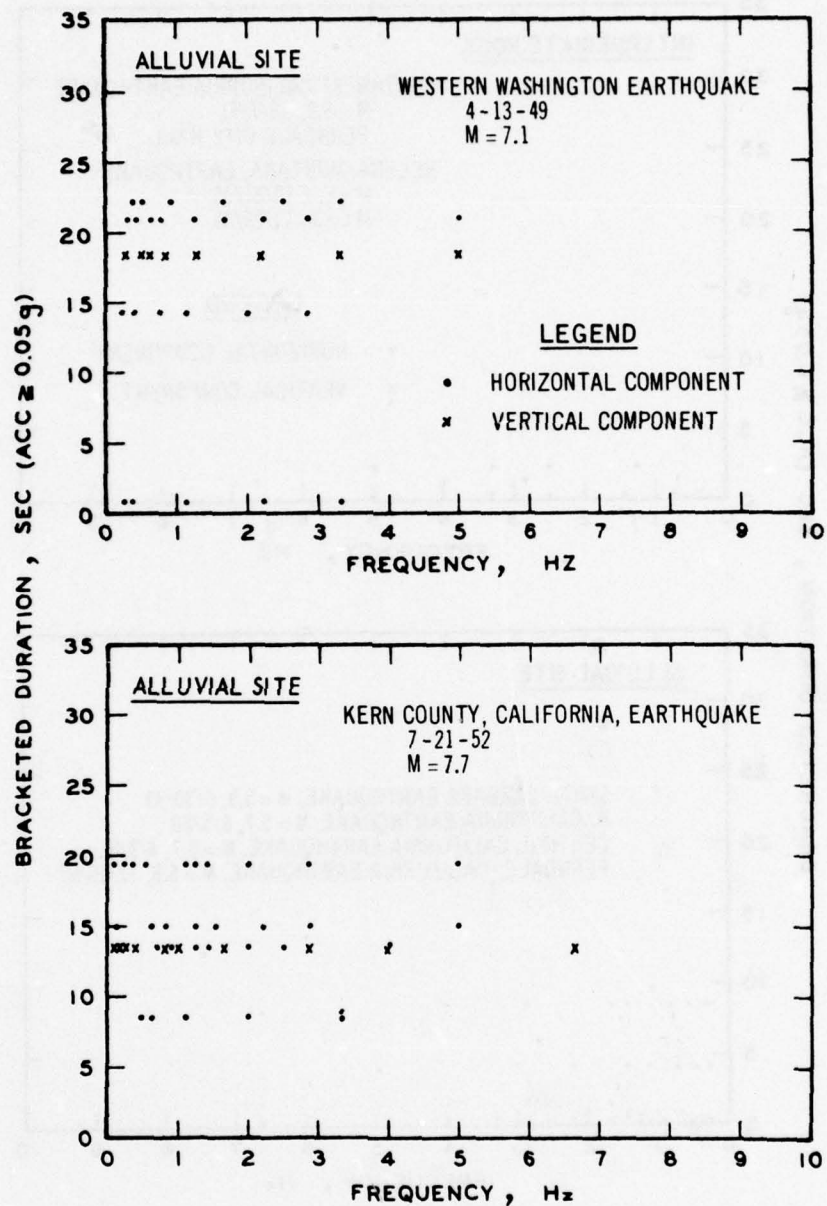 BRACKETED DURATION, SEC (ACC ≥ 0.05 g)
35
30
25
20
15
10
5
0
ALLUVIAL SITE
WESTERN WASHINGTON EARTHQUAKE
4-13-49
M = 7.1
LEGEND
• HORIZONTAL COMPONENT
x VERTICAL COMPONENT
0 1 2 3 4 5 6 7 8 9 10
FREQUENCY, HZ
35
30
25
20
15
10
5
0
ALLUVIAL SITE
KERN COUNTY, CALIFORNIA, EARTHQUAKE
7-21-52
M = 7.7
0 1 2 3 4 5 6 7 8 9 10
FREQUENCY, Hz